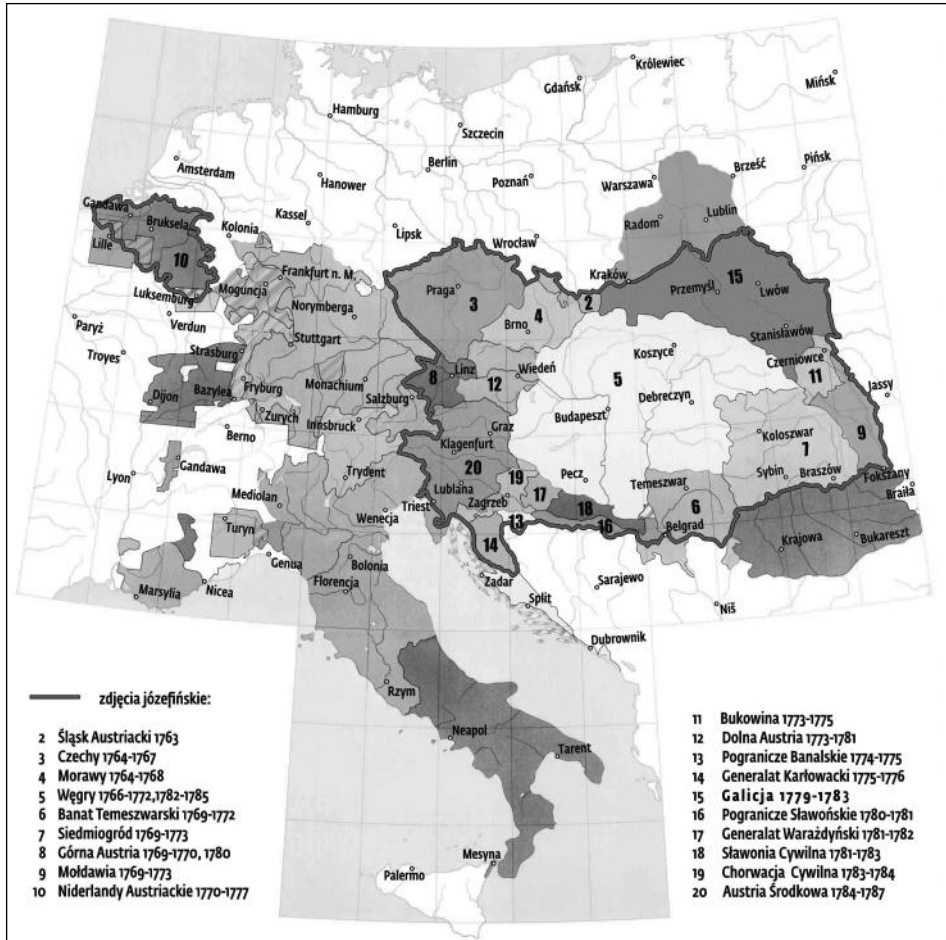 Królewiec
Gdańsk
Mińsk
Hamburg
Szczecin
Amsterdam
Berlin
Hanower
Poznań
Warszawa
Brześć
Pińsk
Gandawa
Bruksela
Kolonia
Kassel
Lipsk
Wrocław
Radom
Lublin
Lille
10
Frankfurt n. M.
Moguncja
Luksemburg
Norymberga
Praga
3
Kraków
2
15
Przemyśl
Lwów
Paryż
Verdun
Brno
4
Stanisławów
Troyes
Strasburg
Stuttgart
Koszyce
Czerniowce
11
Dijon
Bazylea
Fryburg
Monachium
Salzburg
8
Linz
12
Wiedeń
5
Debreczyn
Jassy
Zurych
Innsbruck
Budapeszt
Berno
Graz
Klagenfurt
Koloszwar
7
9
Lyon
Gandawa
Trydent
20
Lublana
19
Pecz
Temeszwar
Sybin
Braszów
Fokszany
Mediolan
Triest
Zagrzeb
17
18
6
Braiła
Turyn
Wenecja
13
16
Belgrad
Krajowa
Bukareszt
Genua
Bolonia
14
Marsylia
Nicea
Florencja
Zadar
Sarajewo
Split
Niš
Dubrownik
Rzym
Neapol
Tarent
Mesyna
Palermo
zdjęcia józefińskie:
2 Śląsk Austriacki 1763
3 Czechy 1764-1767
4 Morawy 1764-1768
5 Węgry 1766-1772,1782-1785
6 Banat Temeszwarski 1769-1772
7 Siedmiogród 1769-1773
8 Górna Austria 1769-1770, 1780
9 Mołdawia 1769-1773
10 Niderlandy Austriackie 1770-1777
11 Bukowina 1773-1775
12 Dolna Austria 1773-1781
13 Pogranicze Banalskie 1774-1775
14 Generalat Karłowacki 1775-1776
15 Galicja 1779-1783
16 Pogranicze Sławońskie 1780-1781
17 Generalat Warażdyński 1781-1782
18 Sławonia Cywilna 1781-1783
19 Chorwacja Cywilna 1783-1784
20 Austria Środkowa 1784-1787